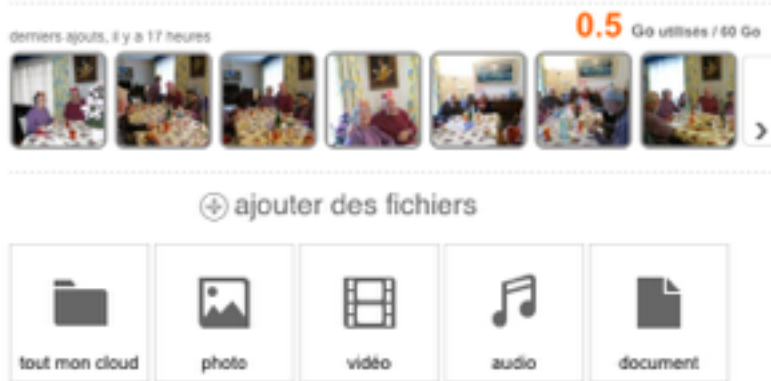 derniers ajouts, il y a 17 heures
0.5 Go utilisés / 60 Go
ajouter des fichiers
tout mon cloud
photo
vidéo
audio
document